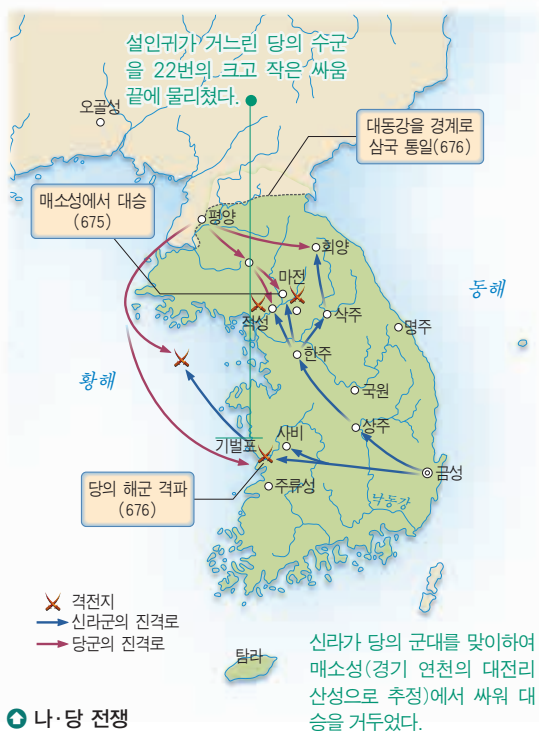 설인귀가 거느린 당의 수군
을 22번의 크고 작은 싸움
끝에 물리쳤다.
오골성
대동강을 경계로
삼국 통일(676)
매소성에서 대승
(675)
평양
회양
마전
적성
삭주
동해
명주
한주
황해
국원
상주
기벌포
사비
금성
주류성
낙동강
당의 해군 격파
(676)
격전지
신라군의 진격로
당군의 진격로
탐라
신라가 당의 군대를 맞이하여
매소성(경기 연천의 대전리
산성으로 추정)에서 싸워 대
승을 거두었다.
나·당 전쟁